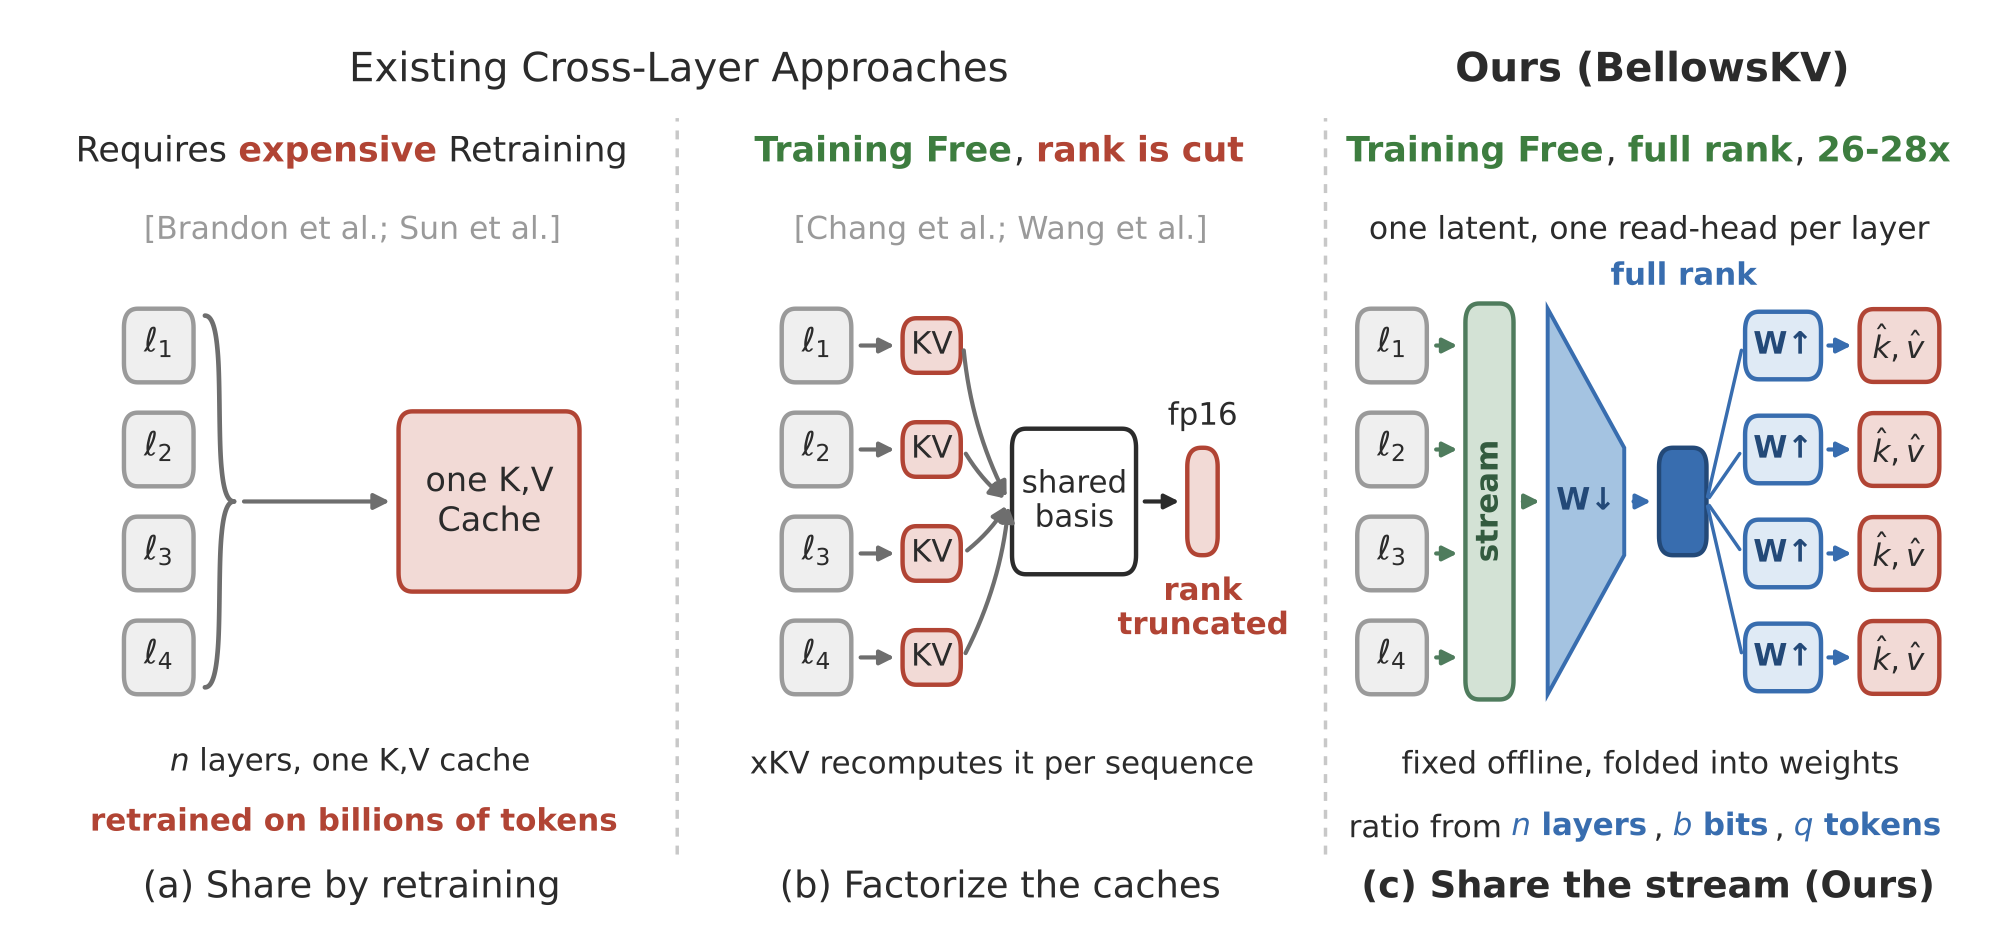 Existing Cross-Layer Approaches
Ours (BellowsKV)
Requires expensive Retraining
[Brandon et al.; Sun et al.]
ℓ1
ℓ2
ℓ3
ℓ4
one K,V
Cache
n layers, one K,V cache
retrained on billions of tokens
(a) Share by retraining
Training Free, rank is cut
[Chang et al.; Wang et al.]
ℓ1
KV
ℓ2
KV
ℓ3
KV
ℓ4
KV
shared
basis
fp16
rank
truncated
xKV recomputes it per sequence
(b) Factorize the caches
Training Free, full rank, 26-28x
one latent, one read-head per layer
full rank
ℓ1
ℓ2
ℓ3
ℓ4
stream
W↓
W↑
k̂, v̂
W↑
k̂, v̂
W↑
k̂, v̂
W↑
k̂, v̂
fixed offline, folded into weights
ratio from n layers , b bits , q tokens
(c) Share the stream (Ours)